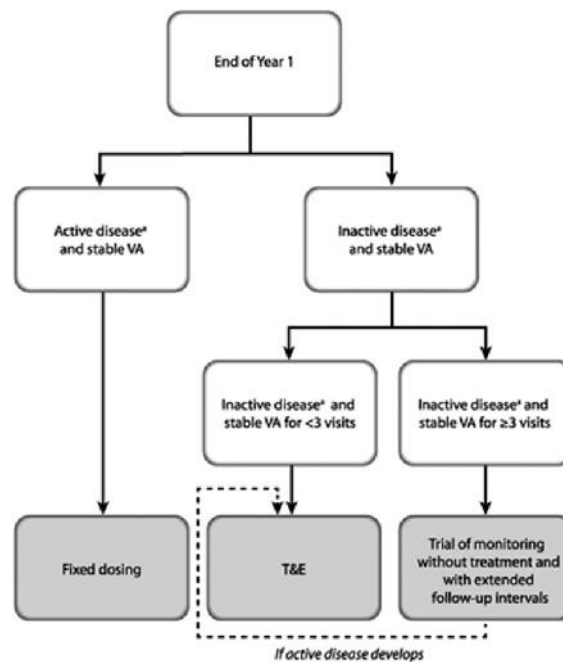 End of Year 1
Active diseaseᵃ
and stable VA
Inactive diseaseᵃ
and stable VA
Inactive diseaseᵃ and
stable VA for <3 visits
Inactive diseaseᵃ and
stable VA for ≥3 visits
Fixed dosing
T&E
Trial of monitoring
without treatment and
with extended
follow-up intervals
If active disease develops